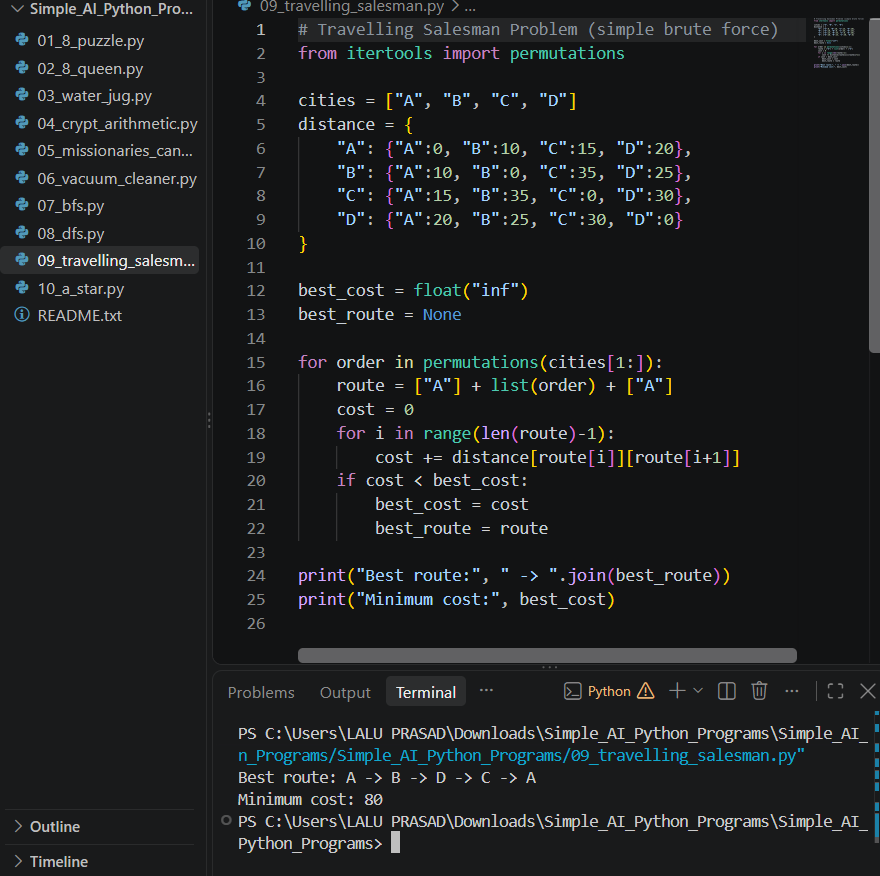 Simple_AI_Python_Pro...
01_8_puzzle.py
02_8_queen.py
03_water_jug.py
04_crypt_arithmetic.py
05_missionaries_can...
06_vacuum_cleaner.py
07_bfs.py
08_dfs.py
09_travelling_salesm...
10_a_star.py
README.txt
Outline
Timeline
09_travelling_salesman.py > ...
1 # Travelling Salesman Problem (simple brute force)
2 from itertools import permutations
3
4 cities = ["A", "B", "C", "D"]
5 distance = {
6     "A": {"A":0, "B":10, "C":15, "D":20},
7     "B": {"A":10, "B":0, "C":35, "D":25},
8     "C": {"A":15, "B":35, "C":0, "D":30},
9     "D": {"A":20, "B":25, "C":30, "D":0}
10 }
11
12 best_cost = float("inf")
13 best_route = None
14
15 for order in permutations(cities[1:]):
16     route = ["A"] + list(order) + ["A"]
17     cost = 0
18     for i in range(len(route)-1):
19         cost += distance[route[i]][route[i+1]]
20     if cost < best_cost:
21         best_cost = cost
22         best_route = route
23
24 print("Best route:", " -> ".join(best_route))
25 print("Minimum cost:", best_cost)
26
Problems Output Terminal ... Python
PS C:\Users\LALU PRASAD\Downloads\Simple_AI_Python_Programs\Simple_AI_
n_Programs/Simple_AI_Python_Programs/09_travelling_salesman.py"
Best route: A -> B -> D -> C -> A
Minimum cost: 80
PS C:\Users\LALU PRASAD\Downloads\Simple_AI_Python_Programs\Simple_AI_
Python_Programs>